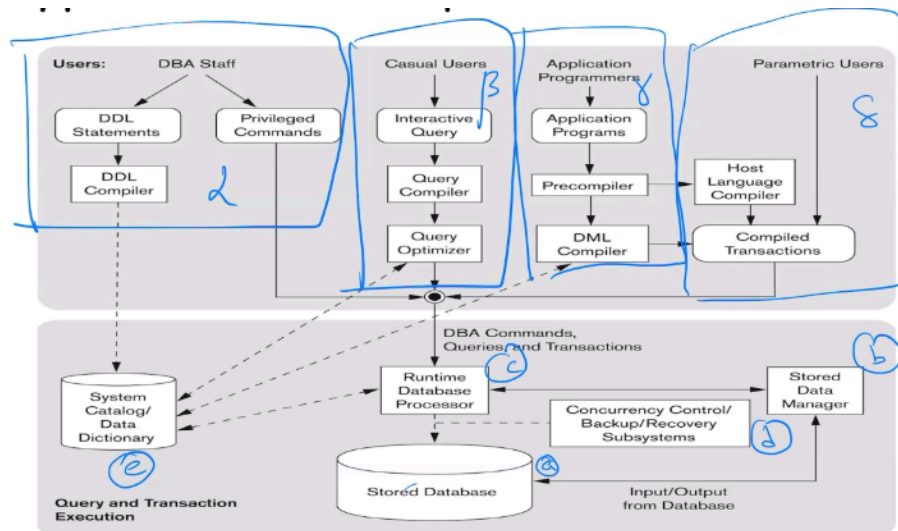 Users:
DBA Staff
Casual Users
Application
Programmers
Parametric Users
DDL
Statements
Privileged
Commands
Interactive
Query
Application
Programs
DDL
Compiler
Query
Compiler
Precompiler
Host
Language
Compiler
Query
Optimizer
DML
Compiler
Compiled
Transactions
α
β
γ
8
DBA Commands,
Queries, and Transactions
System
Catalog/
Data
Dictionary
Runtime
Database
Processor
Stored
Data
Manager
Concurrency Control/
Backup/Recovery
Subsystems
Stored Database
Input/Output
from Database
Query and Transaction
Execution
a
b
c
d
e